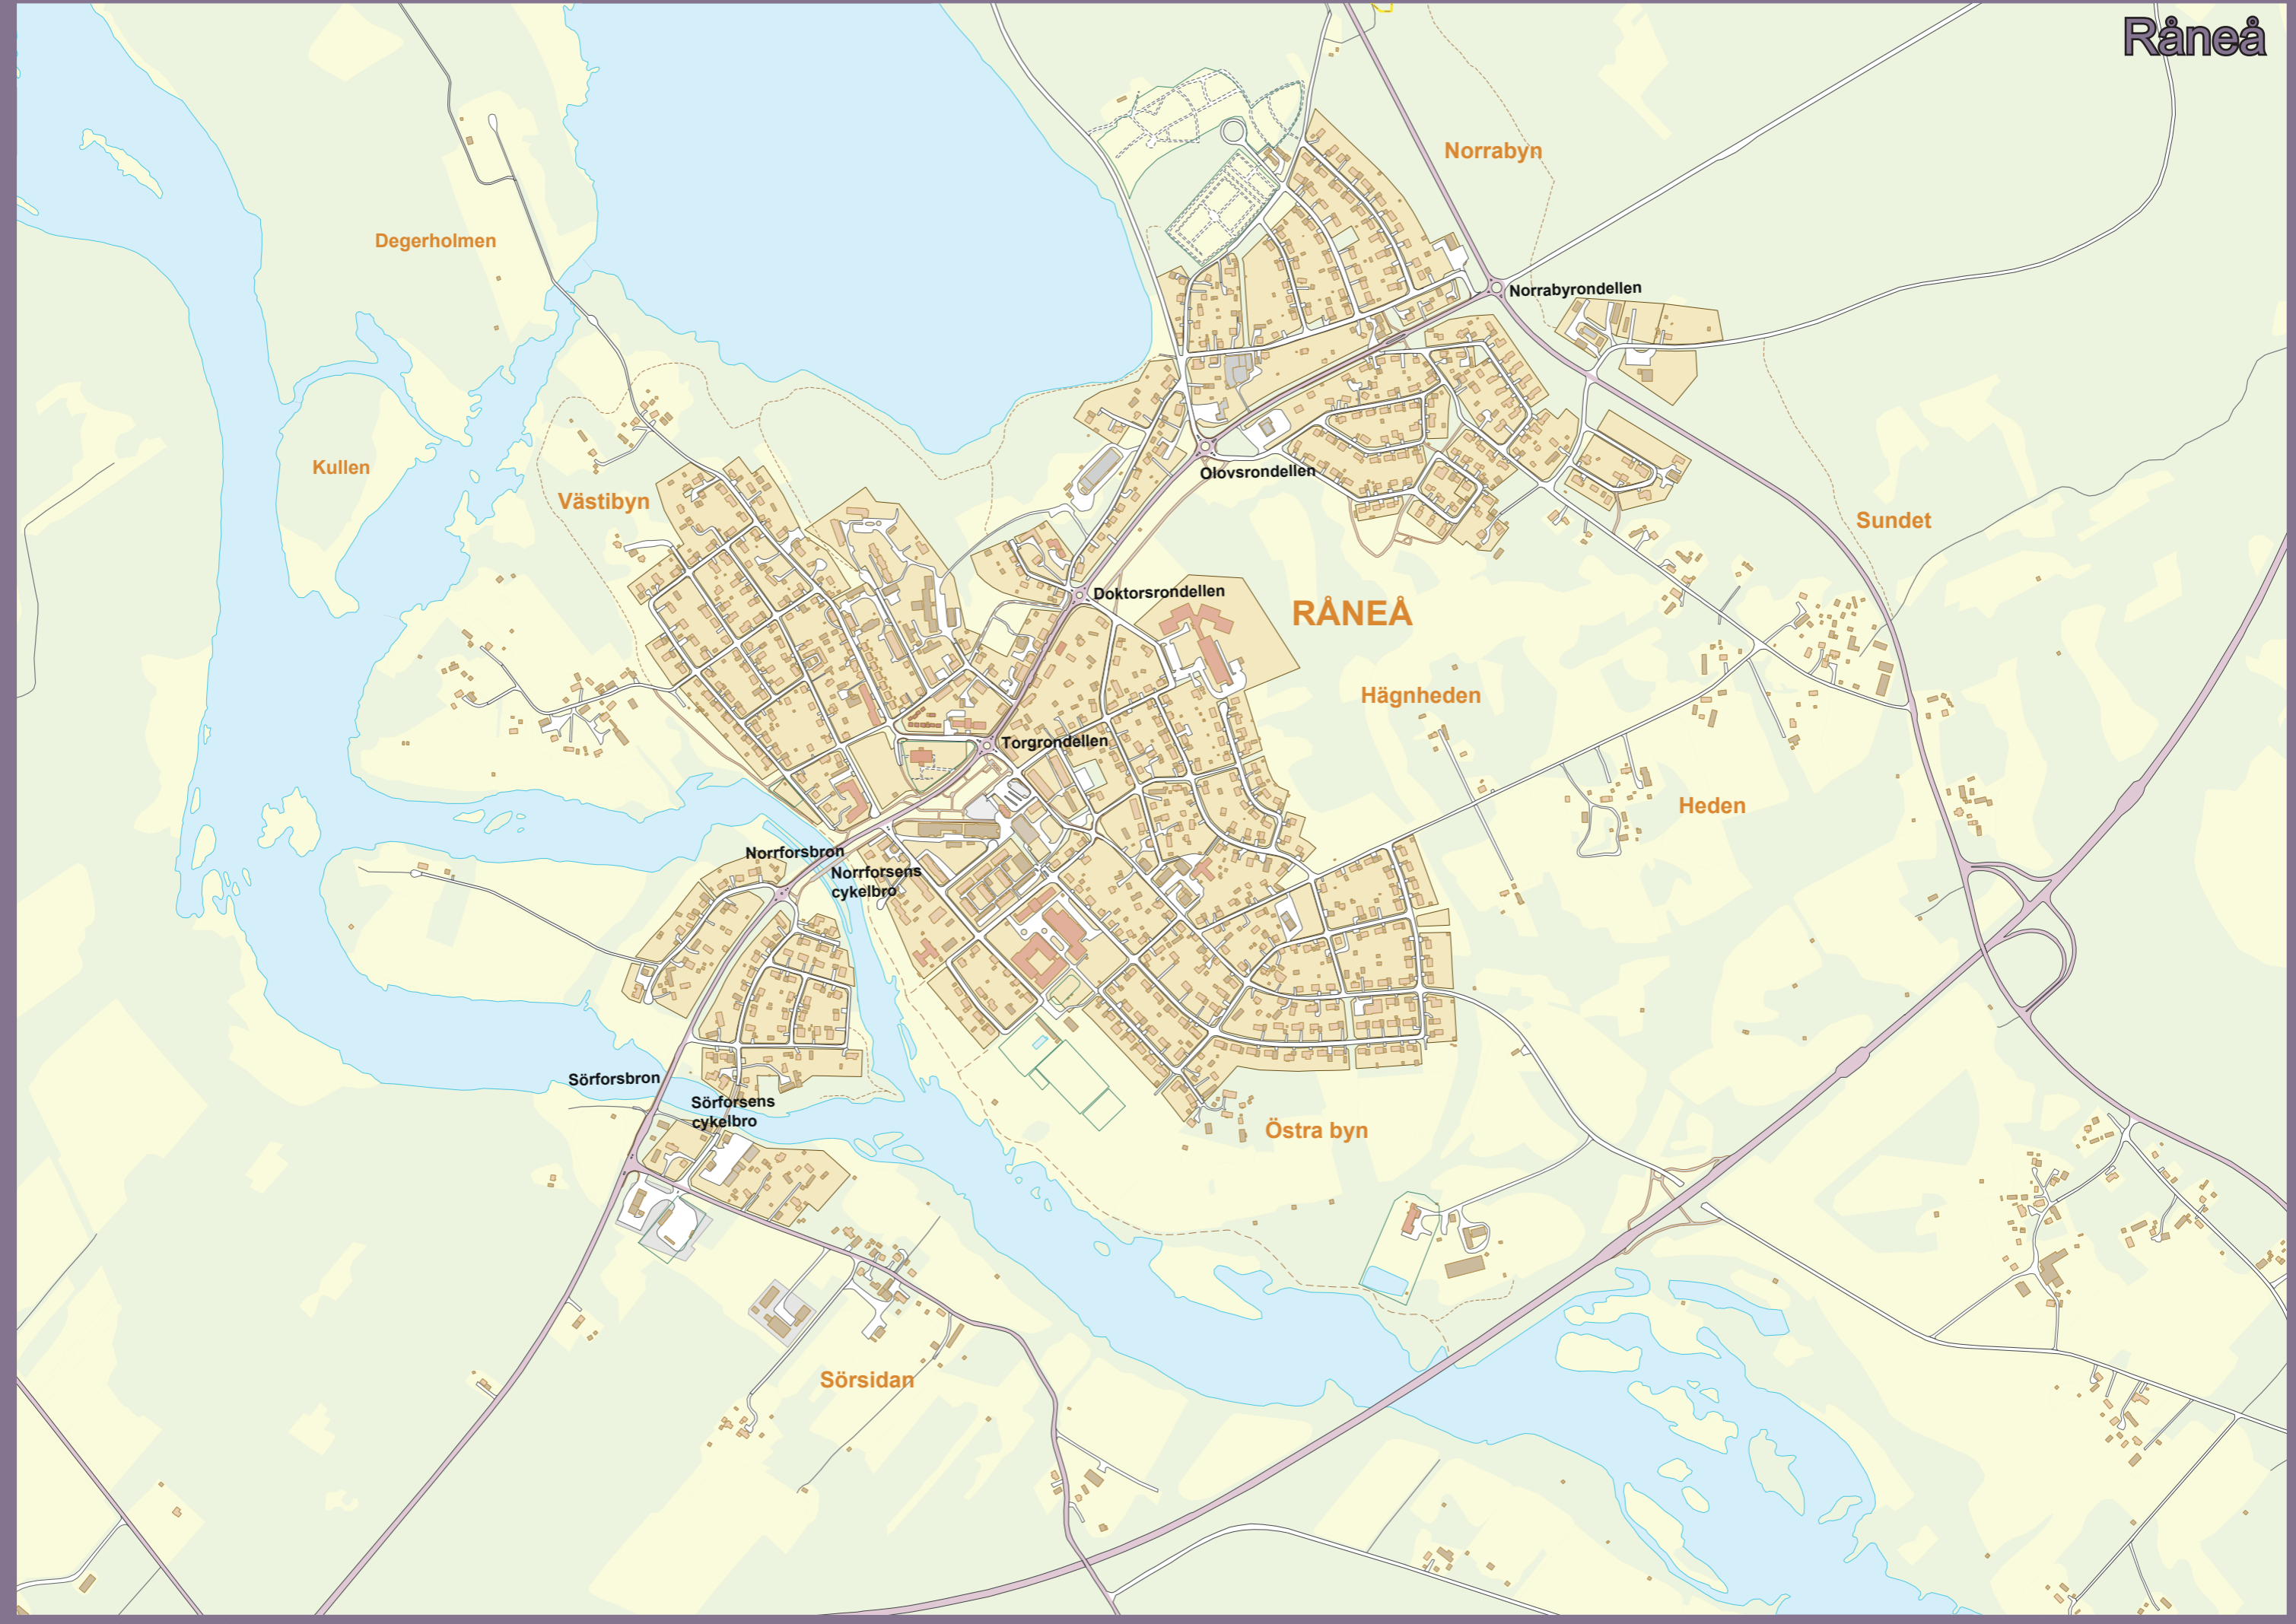 Råneå
Norrabyn
Degerholmen
Norrabyrondellen
Kullen
Olovsrondellen
Västibyn
Sundet
Doktorsrondellen
RÅNEÅ
Hägnheden
Torgrondellen
Heden
Norrforsbron
Norrforsens
cykelbro
Sörforsbron
Sörforsens
cykelbro
Östra byn
Sörsidan